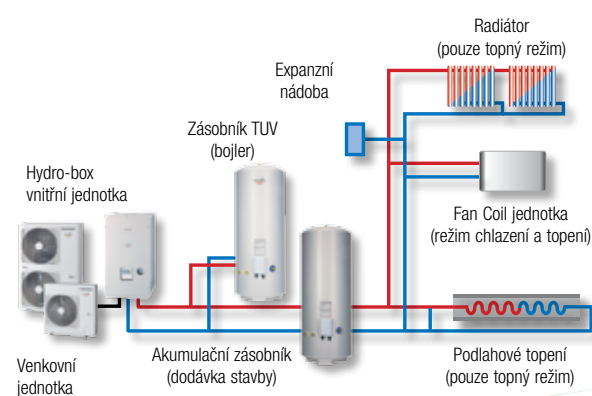 Radiátor
(pouze topný režim)
Expanzní
nádoba
Zásobník TUV
(bojler)
Hydro-box
vnitřní jednotka
Fan Coil jednotka
(režim chlazení a topení)
Venkovní
jednotka
Akumulační zásobník
(dodávka stavby)
Podlahové topení
(pouze topný režim)